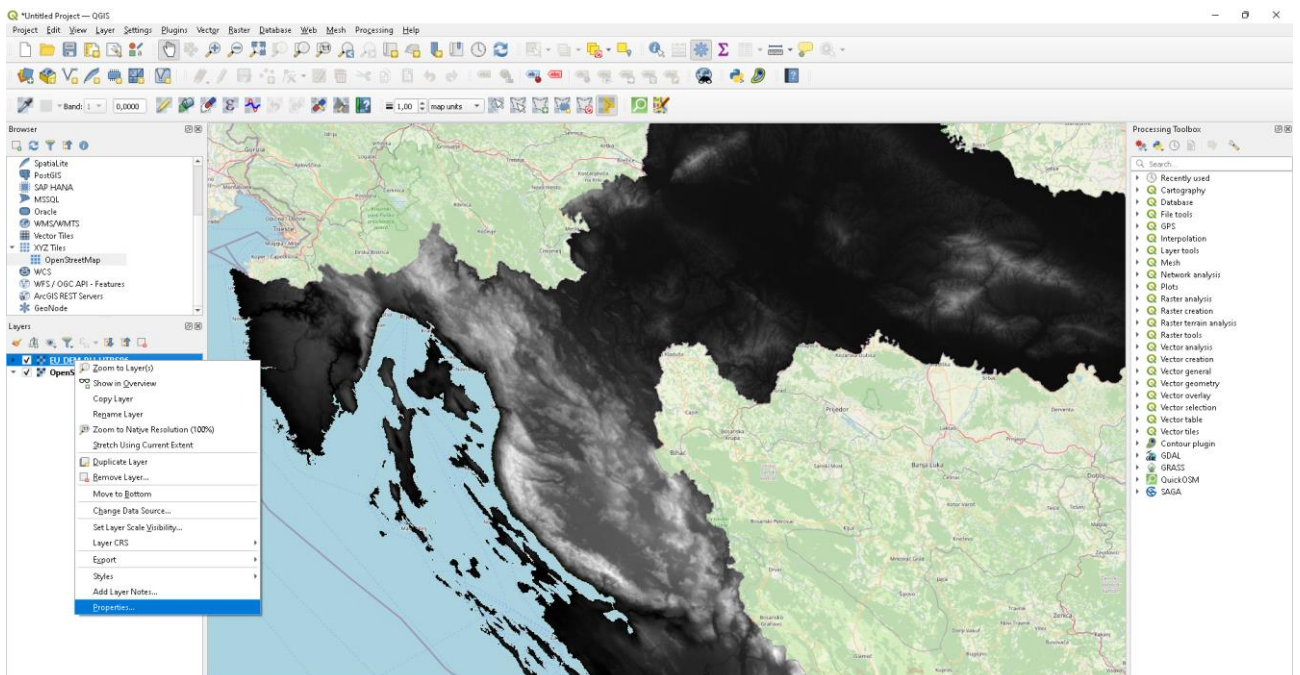 *Untitled Project — QGIS
Project Edit View Layer Settings Plugins Vector Raster Database Web Mesh Processing Help
Band: 1 0,0000 1,00 map units
Browser
SpatiaLite
PostGIS
SAP HANA
MSSQL
Oracle
WMS/WMTS
Vector Tiles
XYZ Tiles
OpenStreetMap
WCS
WFS / OGC API - Features
ArcGIS REST Servers
GeoNode
Layers
OpenS
Zoom to Layer(s)
Show in Overview
Copy Layer
Rename Layer
Zoom to Native Resolution (100%)
Stretch Using Current Extent
Duplicate Layer
Remove Layer...
Move to Bottom
Change Data Source...
Set Layer Scale Visibility...
Layer CRS
Export
Styles
Add Layer Notes...
Properties...
Prijedor
Banja Luka
Bihać
Sanski Most
Zenica
Travnik
Processing Toolbox
Search...
Recently used
Cartography
Database
File tools
GPS
Interpolation
Layer tools
Mesh
Network analysis
Plots
Raster analysis
Raster creation
Raster terrain analysis
Raster tools
Vector analysis
Vector creation
Vector general
Vector geometry
Vector overlay
Vector selection
Vector table
Vector tiles
Contour plugin
GDAL
GRASS
QuickOSM
SAGA